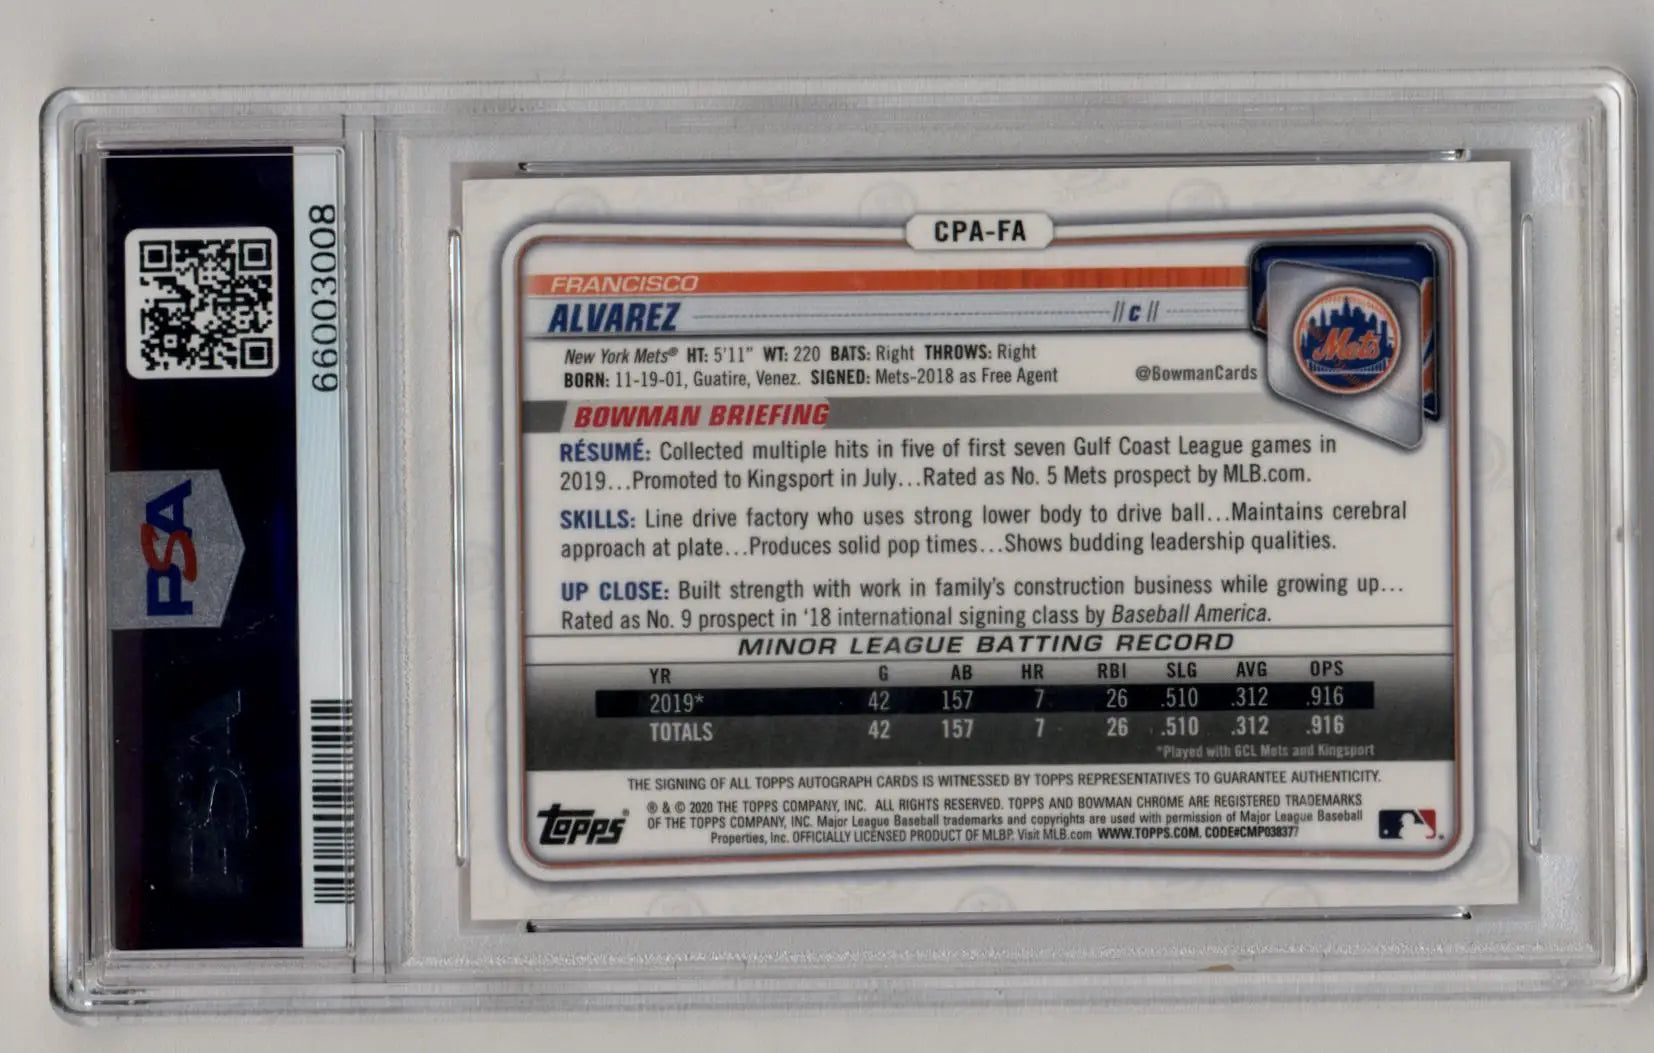 66003008
PSA
CPA-FA
FRANCISCO
ALVAREZ
//C//
Mets
New York Mets® HT: 5'11" WT: 220 BATS: Right THROWS: Right
BORN: 11-19-01, Guatire, Venez. SIGNED: Mets-2018 as Free Agent
@BowmanCards
BOWMAN BRIEFING
RÉSUMÉ: Collected multiple hits in five of first seven Gulf Coast League games in
2019...Promoted to Kingsport in July...Rated as No. 5 Mets prospect by MLB.com.
SKILLS: Line drive factory who uses strong lower body to drive ball...Maintains cerebral
approach at plate...Produces solid pop times...Shows budding leadership qualities.
UP CLOSE: Built strength with work in family's construction business while growing up...
Rated as No. 9 prospect in '18 international signing class by Baseball America.
MINOR LEAGUE BATTING RECORD
YR G AB HR RBI SLG AVG OPS
2019* 42 157 7 26 .510 .312 .916
TOTALS 42 157 7 26 .510 .312 .916
*Played with GCL Mets and Kingsport
THE SIGNING OF ALL TOPPS AUTOGRAPH CARDS IS WITNESSED BY TOPPS REPRESENTATIVES TO GUARANTEE AUTHENTICITY.
topps®
® & © 2020 THE TOPPS COMPANY, INC. ALL RIGHTS RESERVED. TOPPS AND BOWMAN CHROME ARE REGISTERED TRADEMARKS
OF THE TOPPS COMPANY, INC. Major League Baseball trademarks and copyrights are used with permission of Major League Baseball
Properties, Inc. OFFICIALLY LICENSED PRODUCT OF MLBP. Visit MLB.com WWW.TOPPS.COM. CODE#CMP038377
PSA